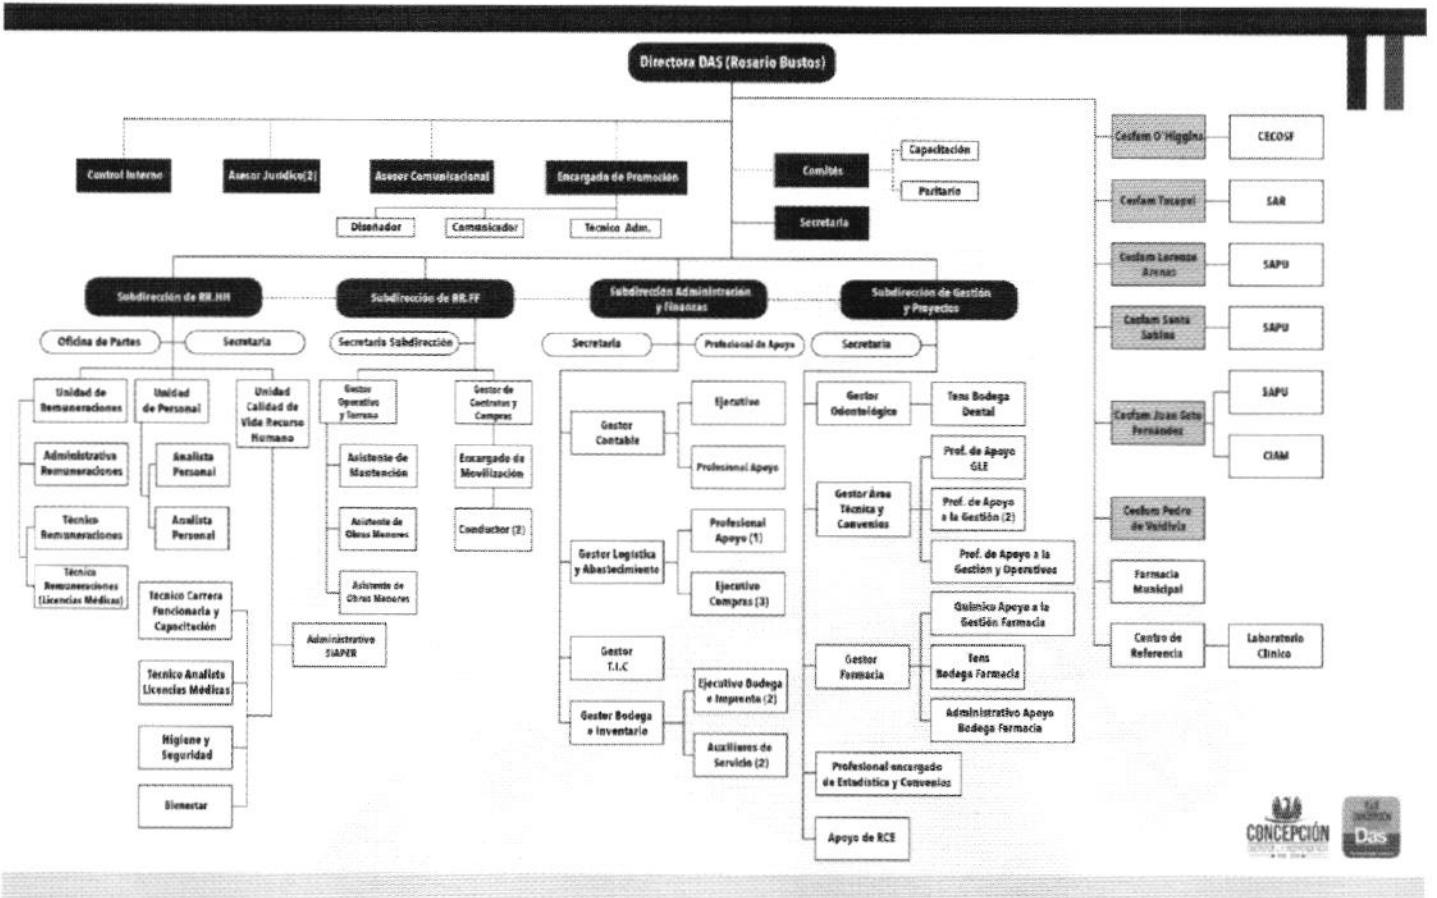 Directora DAS (Rosario Bustos)
Control Interno
Asesor Jurídico(2)
Asesor Comunicacional
Encargado de Promoción
Diseñador
Comunicador
Técnico Adm.
Comités
Capacitación
Paritario
Secretaria
Subdirección de RR.HH
Subdirección de RR.FF
Subdirección Administración
y Finanzas
Subdirección de Gestión
y Proyectos
Oficina de Partes
Secretaria
Secretaria Subdirección
Secretaria
Profesional de Apoyo
Secretaria
Unidad de
Remuneraciones
Administrativo
Remuneraciones
Técnico
Remuneraciones
Técnico
Remuneraciones
(Licencias Médicas)
Unidad
de Personal
Analista
Personal
Analista
Personal
Unidad
Calidad de
Vida Recurso
Humano
Técnico Carrera
Funcionaria y
Capacitación
Técnico Analista
Licencias Médicas
Higiene y
Seguridad
Bienestar
Administrativo
SIAPER
Gestor
Operativo
y Terreno
Asistente de
Mantención
Asistente de
Obras Menores
Asistente de
Obras Menores
Gestor de
Contratos y
Compras
Encargado de
Movilización
Conductor (2)
Gestor
Contable
Ejecutivo
Profesional Apoyo
Gestor Logística
y Abastecimiento
Profesional
Apoyo (1)
Ejecutivo
Compras (3)
Gestor
T.I.C
Gestor Bodega
e Inventario
Ejecutivo Bodega
e Imprenta (2)
Auxiliares de
Servicio (2)
Gestor
Odontológico
Tens Bodega
Dental
Gestor Área
Técnica y
Convenios
Prof. de Apoyo
GLE
Prof. de Apoyo
a la Gestión (2)
Prof. de Apoyo a la
Gestion y Operativos
Gestor
Farmacia
Químico Apoyo a la
Gestión Farmacia
Tens
Bodega Farmacia
Administrativo Apoyo
Bodega Farmacia
Profesional encargado
de Estadística y Convenios
Apoyo de RCE
Cesfam O'Higgins
CECOSF
Cesfam Tucapel
SAR
Cesfam Lorenzo
Arenas
SAPU
Cesfam Santa
Sabina
SAPU
Cesfam Juan Soto
Fernández
SAPU
CIAM
Cesfam Pedro
de Valdivia
Farmacia
Municipal
Centro de
Referencia
Laboratorio
Clínico
CONCEPCIÓN
CONCEPCIÓN
Das